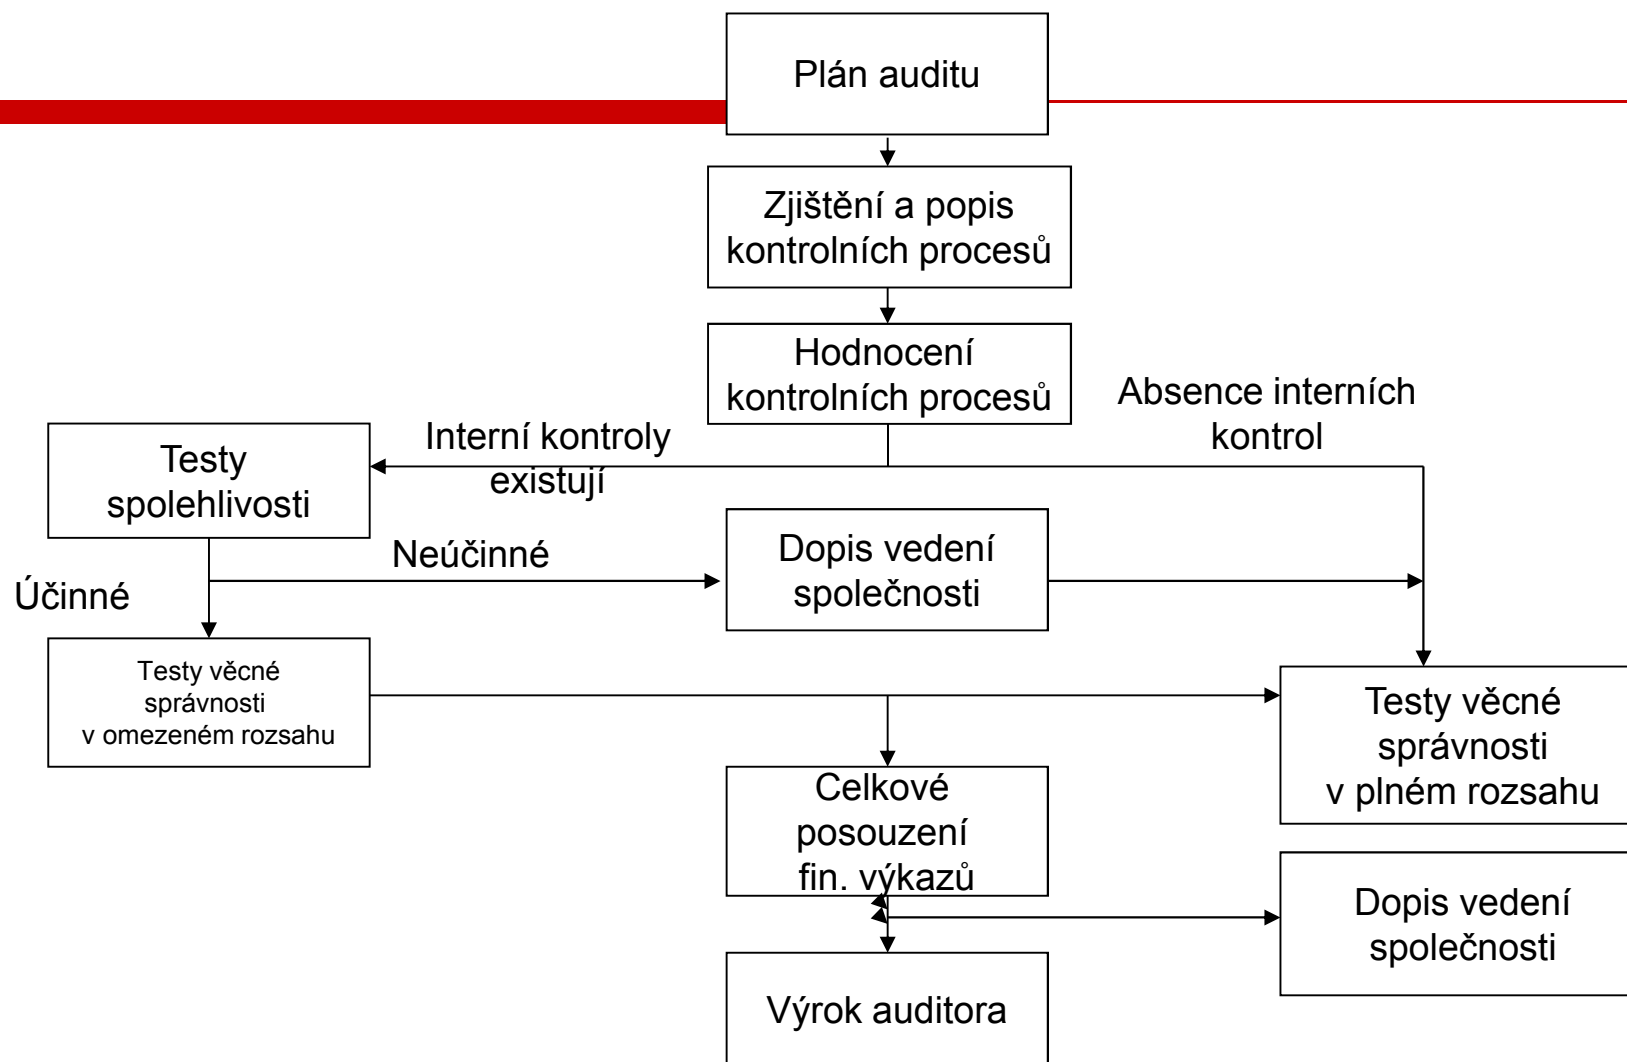 Plán auditu
Zjištění a popis
kontrolních procesů
Hodnocení
kontrolních procesů
Absence interních
kontrol
Interní kontroly
existují
Testy
spolehlivosti
Neúčinné
Dopis vedení
společnosti
Účinné
Testy věcné
správnosti
v omezeném rozsahu
Testy věcné
správnosti
v plném rozsahu
Celkové
posouzení
fin. výkazů
Dopis vedení
společnosti
Výrok auditora